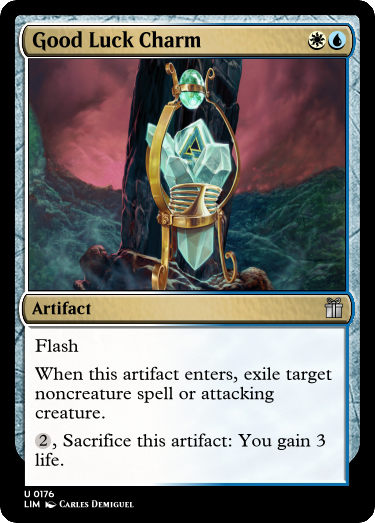 Good Luck Charm
Artifact
Flash
When this artifact enters, exile target
noncreature spell or attacking
creature.
2, Sacrifice this artifact: You gain 3
life.
U 0176
LIM CARLES DEMIGUEL